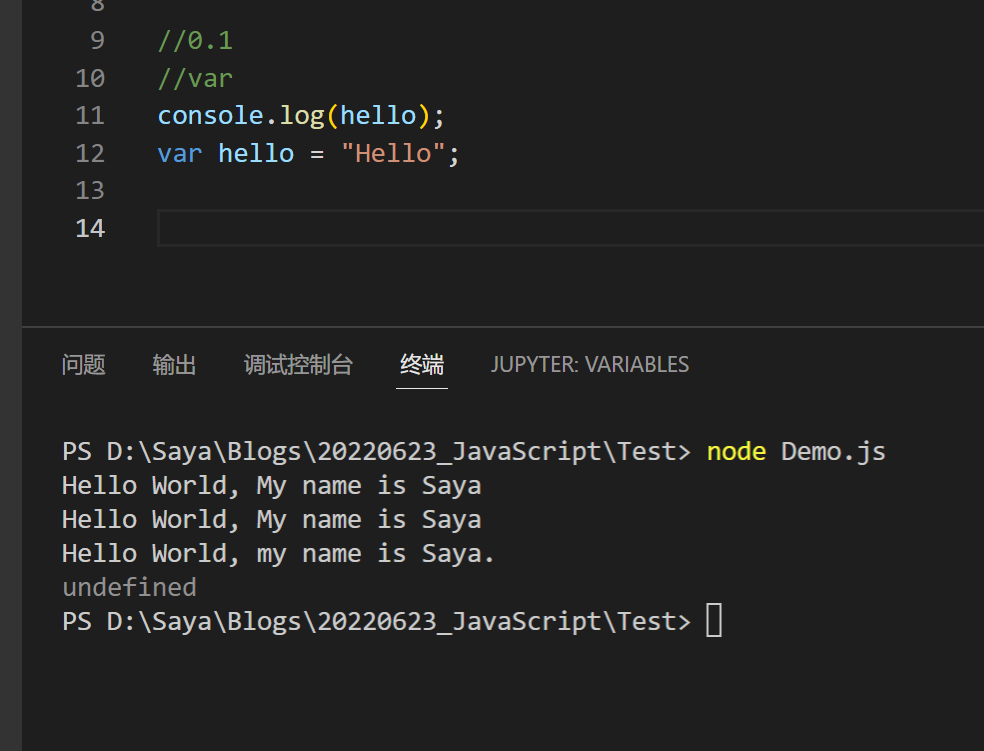 8
9 //0.1
10 //var
11 console.log(hello);
12 var hello = "Hello";
13
14
问题 输出 调试控制台 终端 JUPYTER: VARIABLES
PS D:\Saya\Blogs\20220623_JavaScript\Test> node Demo.js
Hello World, My name is Saya
Hello World, My name is Saya
Hello World, my name is Saya.
undefined
PS D:\Saya\Blogs\20220623_JavaScript\Test>